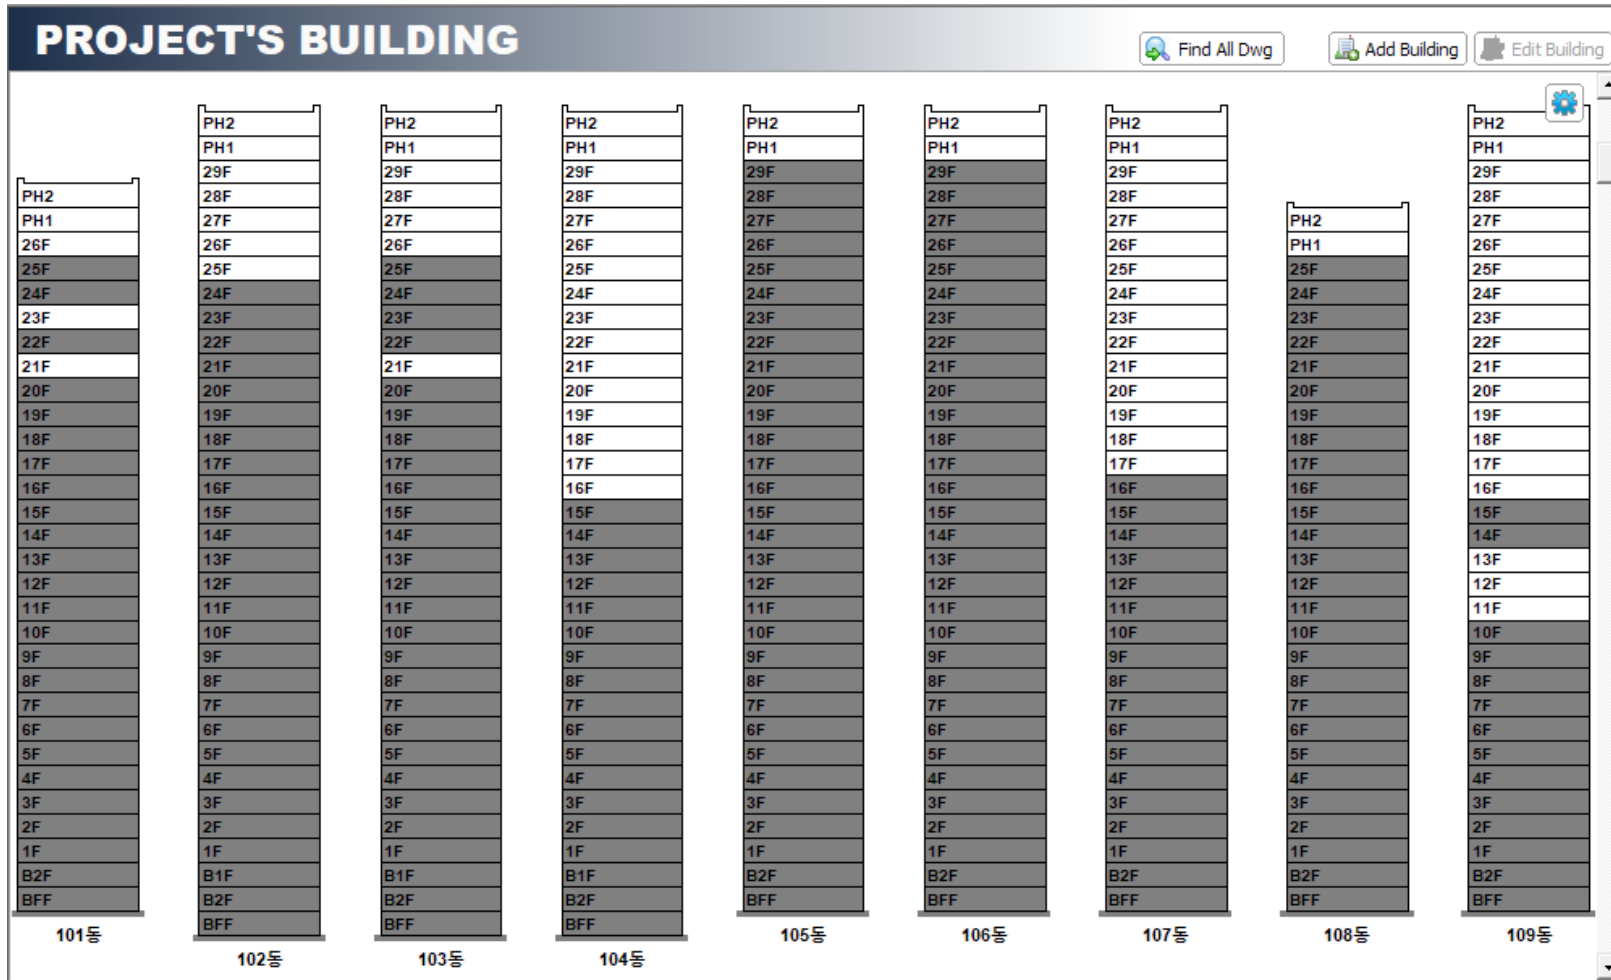 PROJECT'S BUILDING
Find All Dwg
Add Building
Edit Building
PH2
PH1
26F
25F
24F
23F
22F
21F
20F
19F
18F
17F
16F
15F
14F
13F
12F
11F
10F
9F
8F
7F
6F
5F
4F
3F
2F
1F
B2F
BFF
101동
PH2
PH1
29F
28F
27F
26F
25F
24F
23F
22F
21F
20F
19F
18F
17F
16F
15F
14F
13F
12F
11F
10F
9F
8F
7F
6F
5F
4F
3F
2F
1F
B1F
B2F
BFF
102동
PH2
PH1
29F
28F
27F
26F
25F
24F
23F
22F
21F
20F
19F
18F
17F
16F
15F
14F
13F
12F
11F
10F
9F
8F
7F
6F
5F
4F
3F
2F
1F
B1F
B2F
BFF
103동
PH2
PH1
29F
28F
27F
26F
25F
24F
23F
22F
21F
20F
19F
18F
17F
16F
15F
14F
13F
12F
11F
10F
9F
8F
7F
6F
5F
4F
3F
2F
1F
B1F
B2F
BFF
104동
PH2
PH1
29F
28F
27F
26F
25F
24F
23F
22F
21F
20F
19F
18F
17F
16F
15F
14F
13F
12F
11F
10F
9F
8F
7F
6F
5F
4F
3F
2F
1F
B2F
BFF
105동
PH2
PH1
29F
28F
27F
26F
25F
24F
23F
22F
21F
20F
19F
18F
17F
16F
15F
14F
13F
12F
11F
10F
9F
8F
7F
6F
5F
4F
3F
2F
1F
B2F
BFF
106동
PH2
PH1
29F
28F
27F
26F
25F
24F
23F
22F
21F
20F
19F
18F
17F
16F
15F
14F
13F
12F
11F
10F
9F
8F
7F
6F
5F
4F
3F
2F
1F
B2F
BFF
107동
PH2
PH1
25F
24F
23F
22F
21F
20F
19F
18F
17F
16F
15F
14F
13F
12F
11F
10F
9F
8F
7F
6F
5F
4F
3F
2F
1F
B2F
BFF
108동
PH2
PH1
29F
28F
27F
26F
25F
24F
23F
22F
21F
20F
19F
18F
17F
16F
15F
14F
13F
12F
11F
10F
9F
8F
7F
6F
5F
4F
3F
2F
1F
B2F
BFF
109동